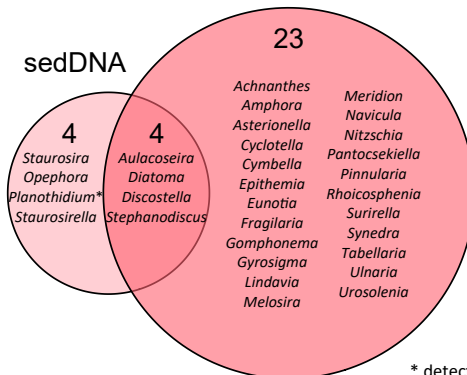 23
sedDNA
4
Staurosira
Opephora
Planothidium*
Staurosirella
4
Aulacoseira
Diatoma
Discostella
Stephanodiscus
Achnanthes
Amphora
Asterionella
Cyclotella
Cymbella
Epithemia
Eunotia
Fragilaria
Gomphonema
Gyrosigma
Lindavia
Melosira
Meridion
Navicula
Nitzschia
Pantocsekiella
Pinnularia
Rhoicosphenia
Surirella
Synedra
Tabellaria
Ulnaria
Urosolenia
* detec